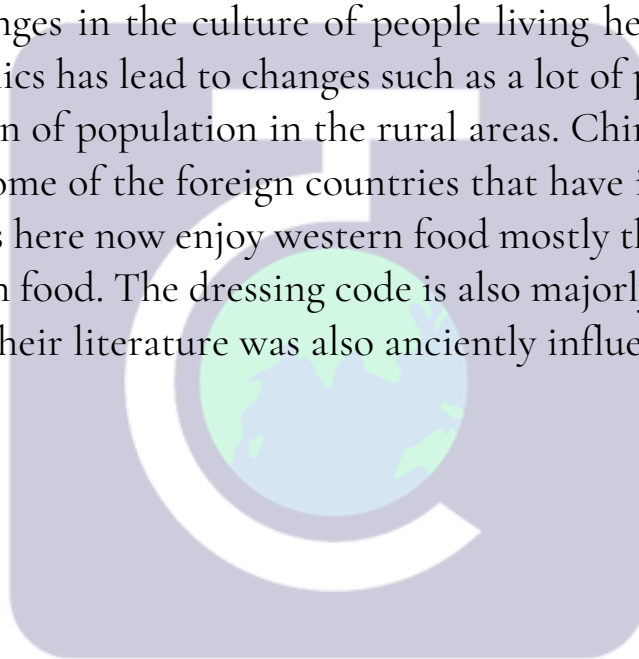 nges in the culture of people living he
ics has lead to changes such as a lot of
n of population in the rural areas. Chin
ome of the foreign countries that have
s here now enjoy western food mostly th
n food. The dressing code is also majorly
heir literature was also anciently influe